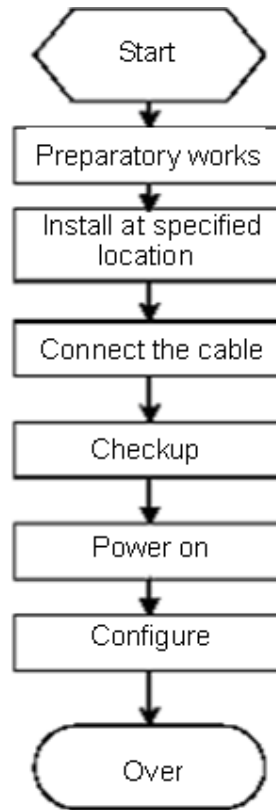 Start
Preparatory works
Install at specified
location
Connect the cable
Checkup
Power on
Configure
Over